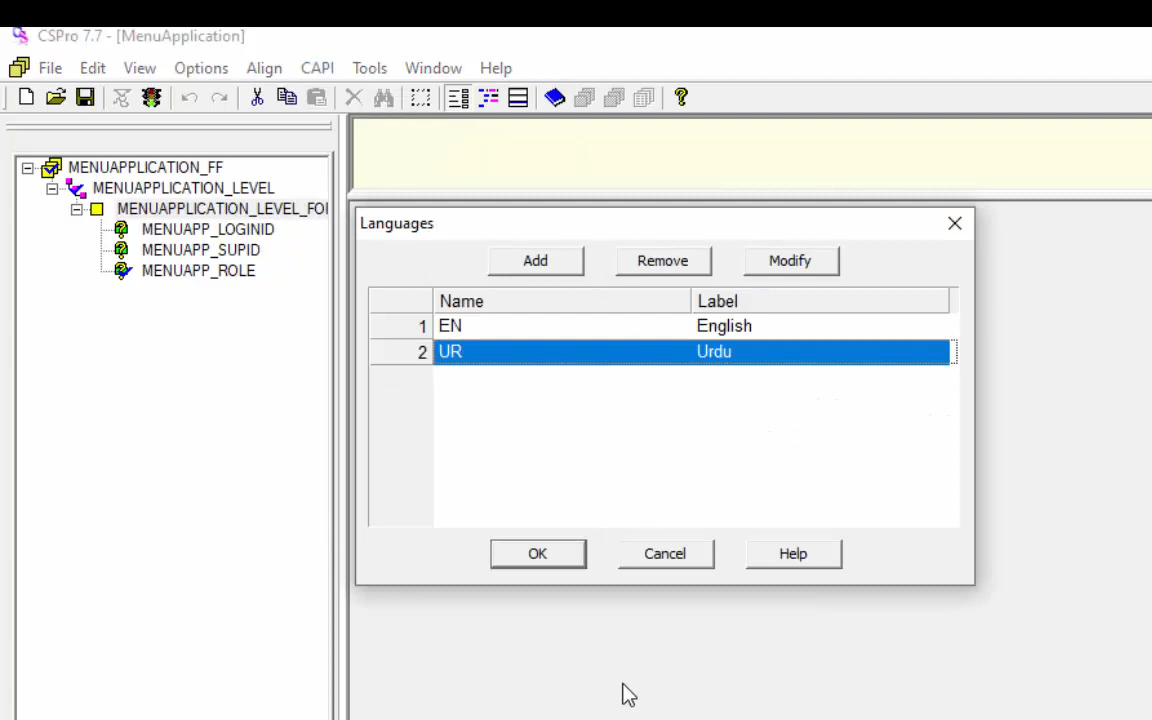 CSPro 7.7 - [MenuApplication]
File Edit View Options Align CAPI Tools Window Help
MENUAPPLICATION_FF
MENUAPPLICATION_LEVEL
MENUAPPLICATION_LEVEL_FOI
MENUAPP_LOGINID
MENUAPP_SUPID
MENUAPP_ROLE
Languages
Add Remove Modify
Name Label
1 EN English
2 UR Urdu
OK Cancel Help